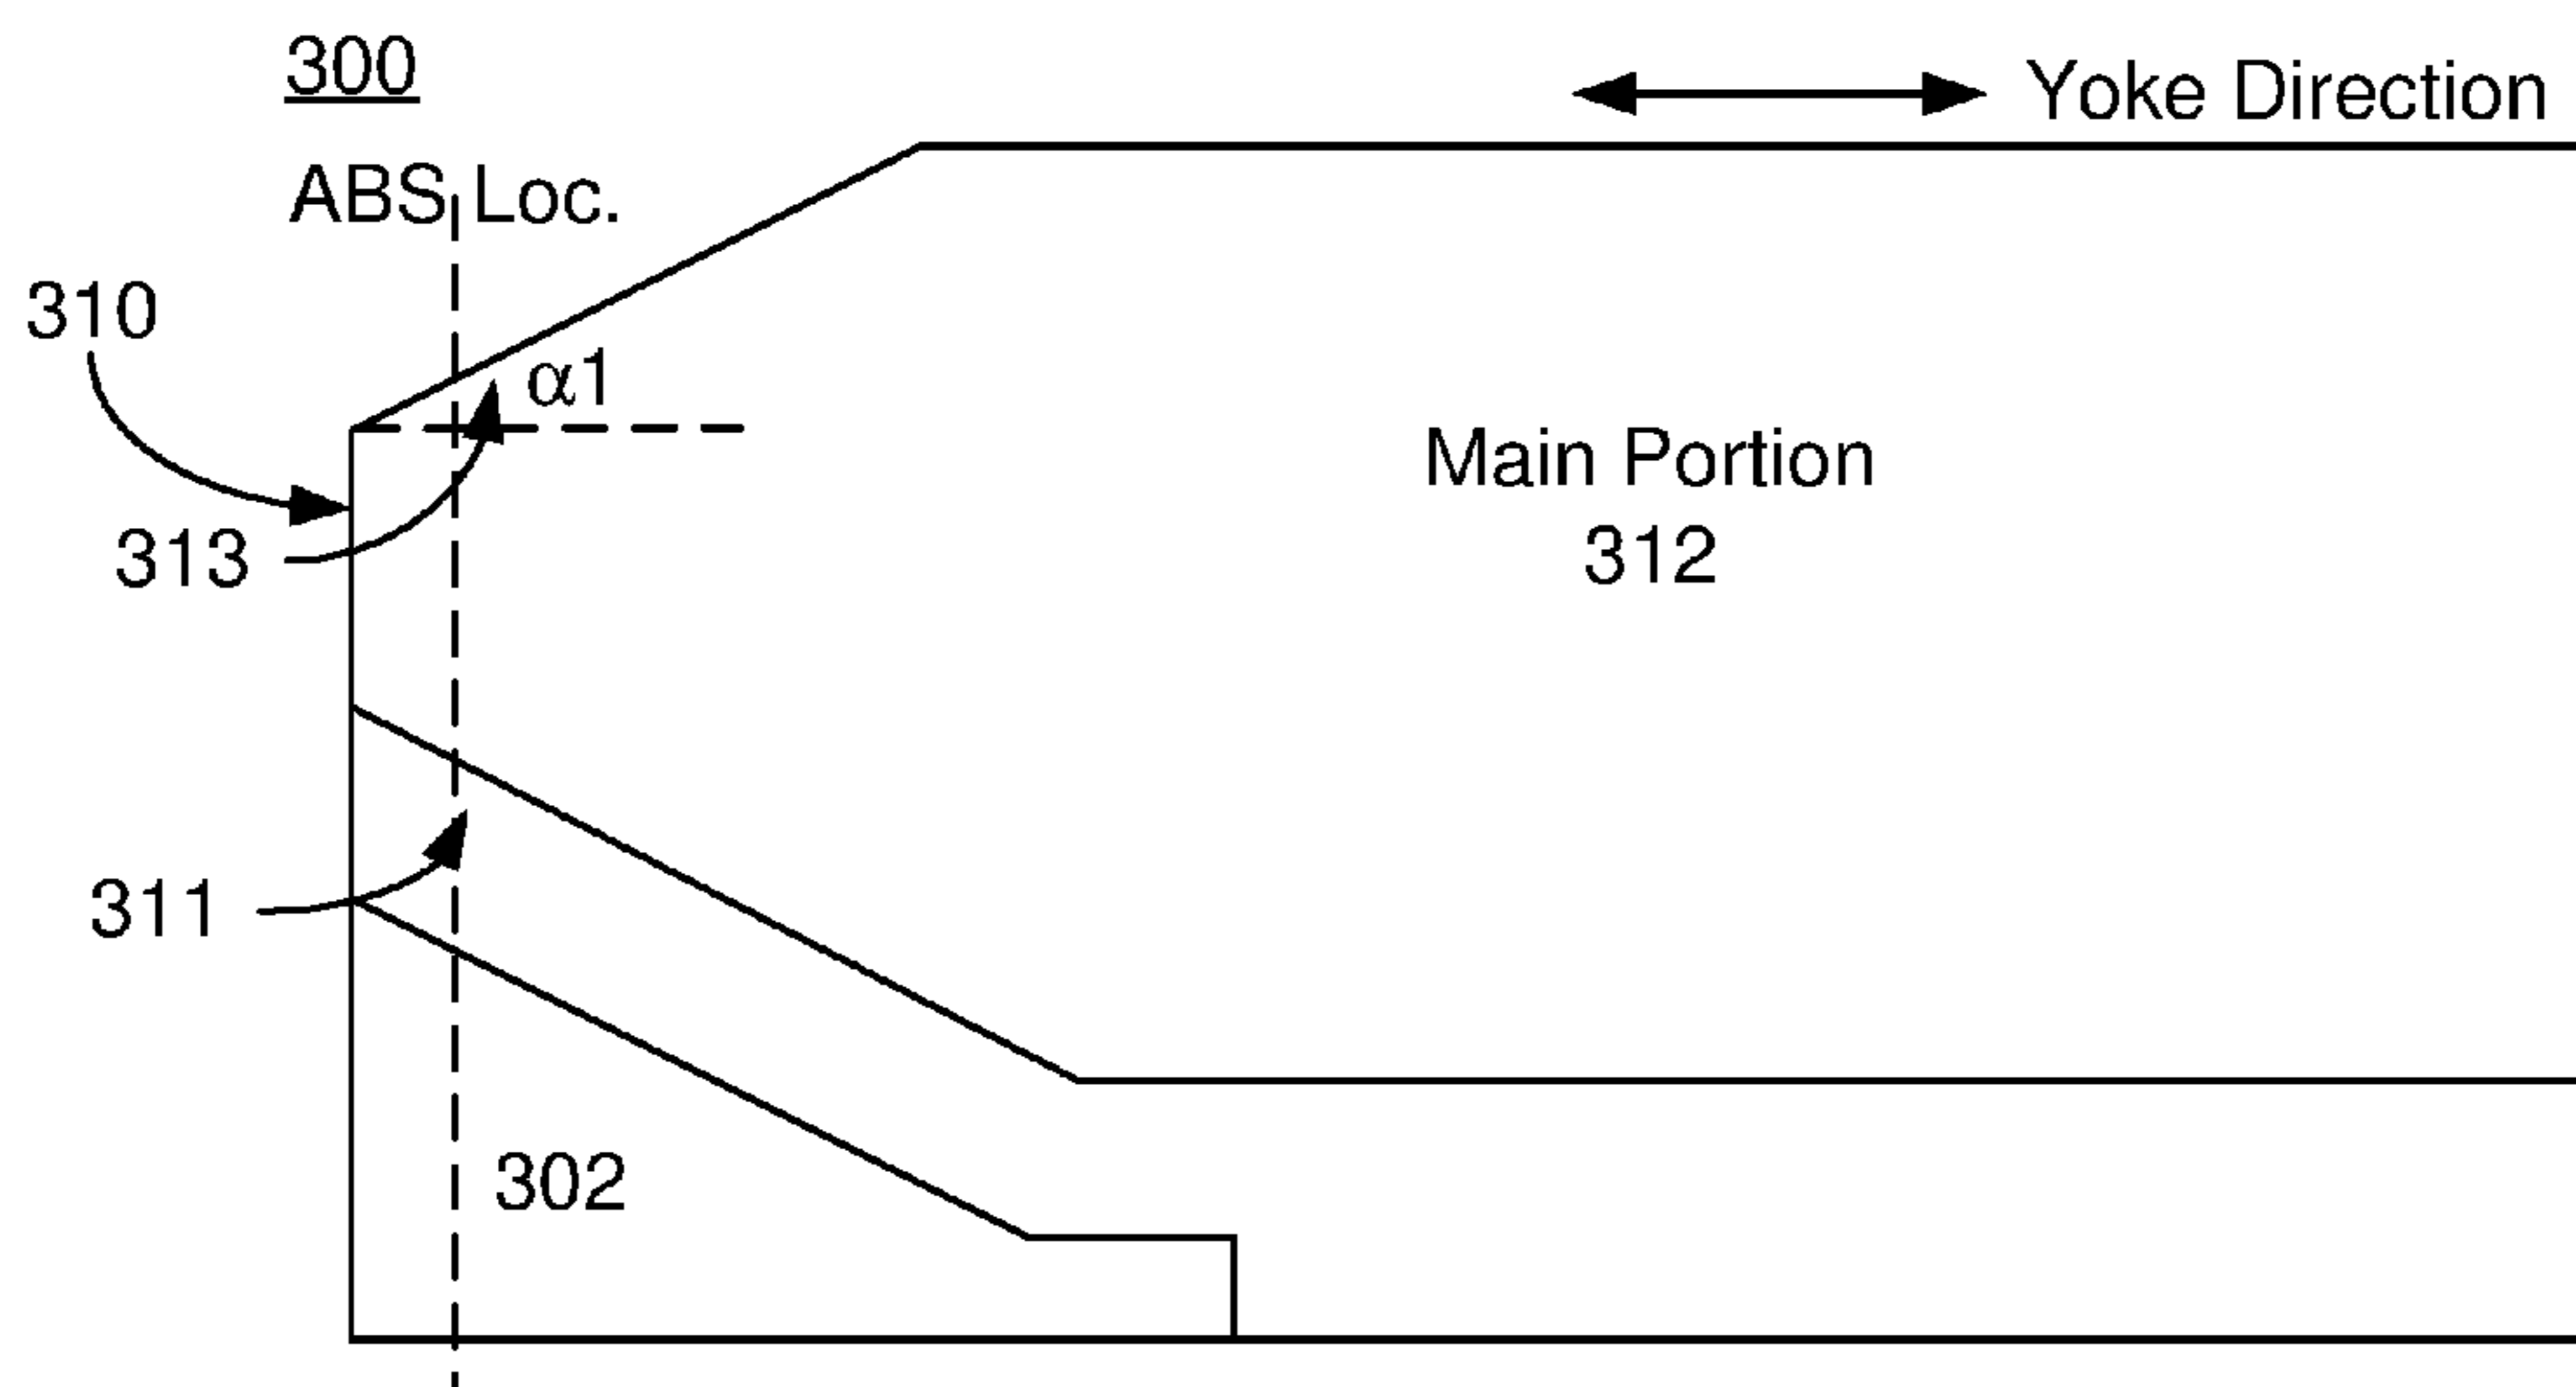 300
Yoke Direction
ABS Loc.
310
α1
Main Portion
312
313
311
302